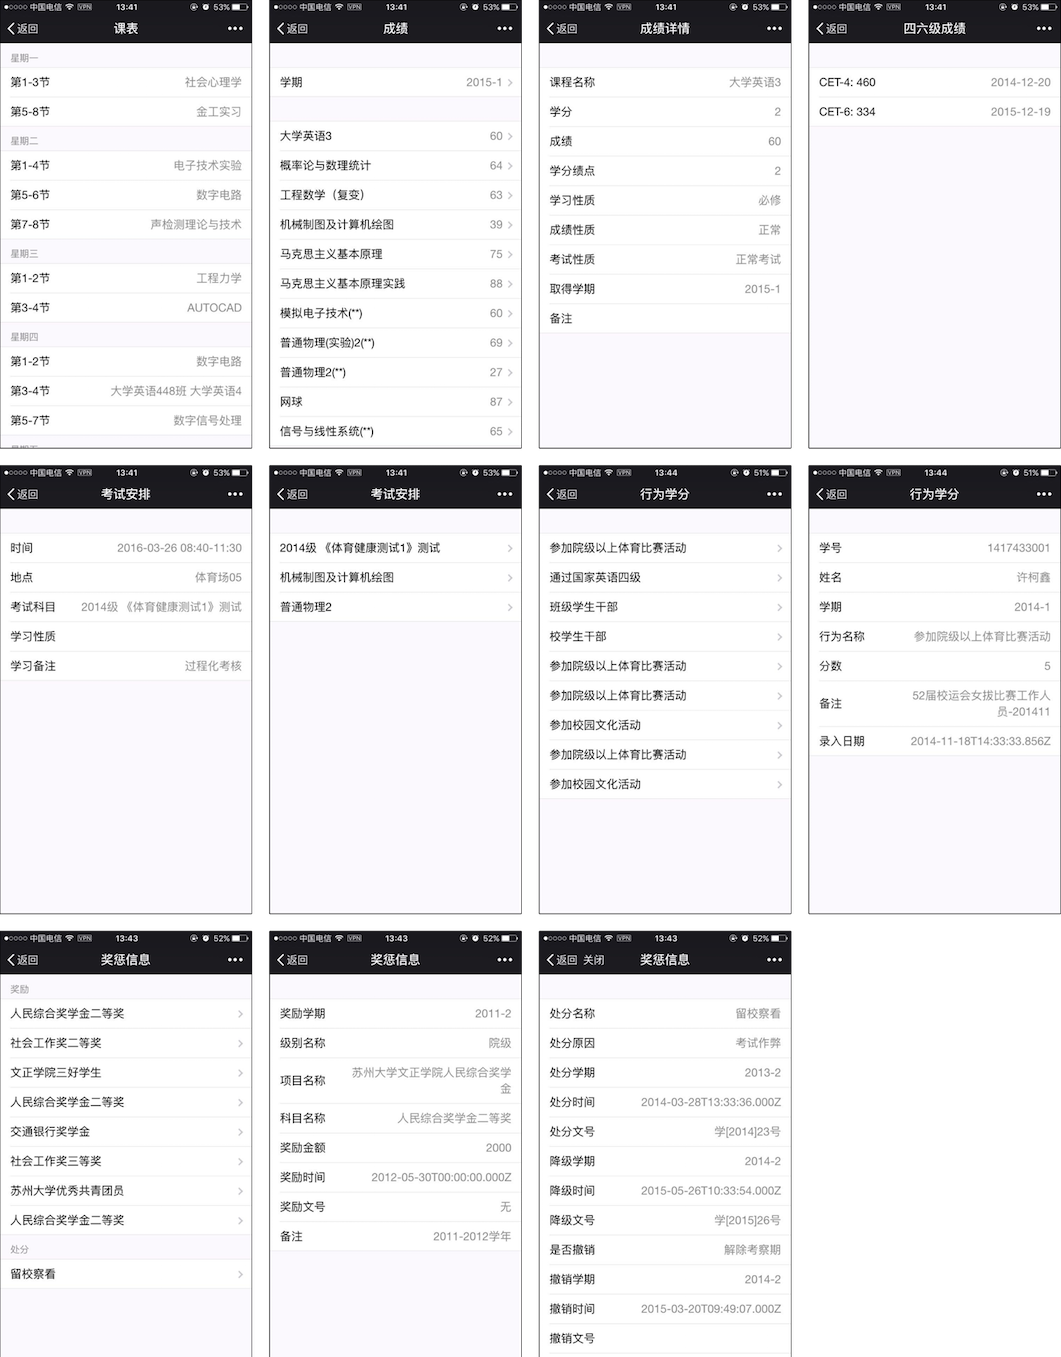 中国电信 VPN 13:41 53%
返回 课表
星期一
第1-3节 社会心理学
第5-8节 金工实习
星期二
第1-4节 电子技术实验
第5-6节 数字电路
第7-8节 声检测理论与技术
星期三
第1-2节 工程力学
第3-4节 AUTOCAD
星期四
第1-2节 数字电路
第3-4节 大学英语448班 大学英语4
第5-7节 数字信号处理
中国电信 VPN 13:41 53%
返回 成绩
学期 2015-1
大学英语3 60
概率论与数理统计 64
工程数学（复变） 63
机械制图及计算机绘图 39
马克思主义基本原理 75
马克思主义基本原理实践 88
模拟电子技术(**) 60
普通物理(实验)2(**) 69
普通物理2(**) 27
网球 87
信号与线性系统(**) 65
中国电信 VPN 13:41 53%
返回 成绩详情
课程名称 大学英语3
学分 2
成绩 60
学分绩点 2
学习性质 必修
成绩性质 正常
考试性质 正常考试
取得学期 2015-1
备注
中国电信 VPN 13:41 53%
返回 四六级成绩
CET-4: 460 2014-12-20
CET-6: 334 2015-12-19
中国电信 VPN 13:41 53%
返回 考试安排
时间 2016-03-26 08:40-11:30
地点 体育场05
考试科目 2014级 《体育健康测试1》测试
学习性质
学习备注 过程化考核
中国电信 VPN 13:41 53%
返回 考试安排
2014级 《体育健康测试1》测试
机械制图及计算机绘图
普通物理2
中国电信 VPN 13:44 51%
返回 行为学分
参加院级以上体育比赛活动
通过国家英语四级
班级学生干部
校学生干部
参加院级以上体育比赛活动
参加院级以上体育比赛活动
参加校园文化活动
参加院级以上体育比赛活动
参加校园文化活动
中国电信 VPN 13:44 51%
返回 行为学分
学号 1417433001
姓名 许柯鑫
学期 2014-1
行为名称 参加院级以上体育比赛活动
分数 5
备注 52届校运会女拔比赛工作人
员-201411
录入日期 2014-11-18T14:33:33.856Z
中国电信 VPN 13:43 52%
返回 奖惩信息
奖励
人民综合奖学金二等奖
社会工作奖二等奖
文正学院三好学生
人民综合奖学金二等奖
交通银行奖学金
社会工作奖三等奖
苏州大学优秀共青团员
人民综合奖学金二等奖
处分
留校察看
中国电信 VPN 13:43 52%
返回 奖惩信息
奖励学期 2011-2
级别名称 院级
项目名称 苏州大学文正学院人民综合奖学
金
科目名称 人民综合奖学金二等奖
奖励金额 2000
奖励时间 2012-05-30T00:00:00.000Z
奖励文号 无
备注 2011-2012学年
中国电信 VPN 13:43 52%
返回 关闭 奖惩信息
处分名称 留校察看
处分原因 考试作弊
处分学期 2013-2
处分时间 2014-03-28T13:33:36.000Z
处分文号 学[2014]23号
降级学期 2014-2
降级时间 2015-05-26T10:33:54.000Z
降级文号 学[2015]26号
是否撤销 解除考察期
撤销学期 2014-2
撤销时间 2015-03-20T09:49:07.000Z
撤销文号